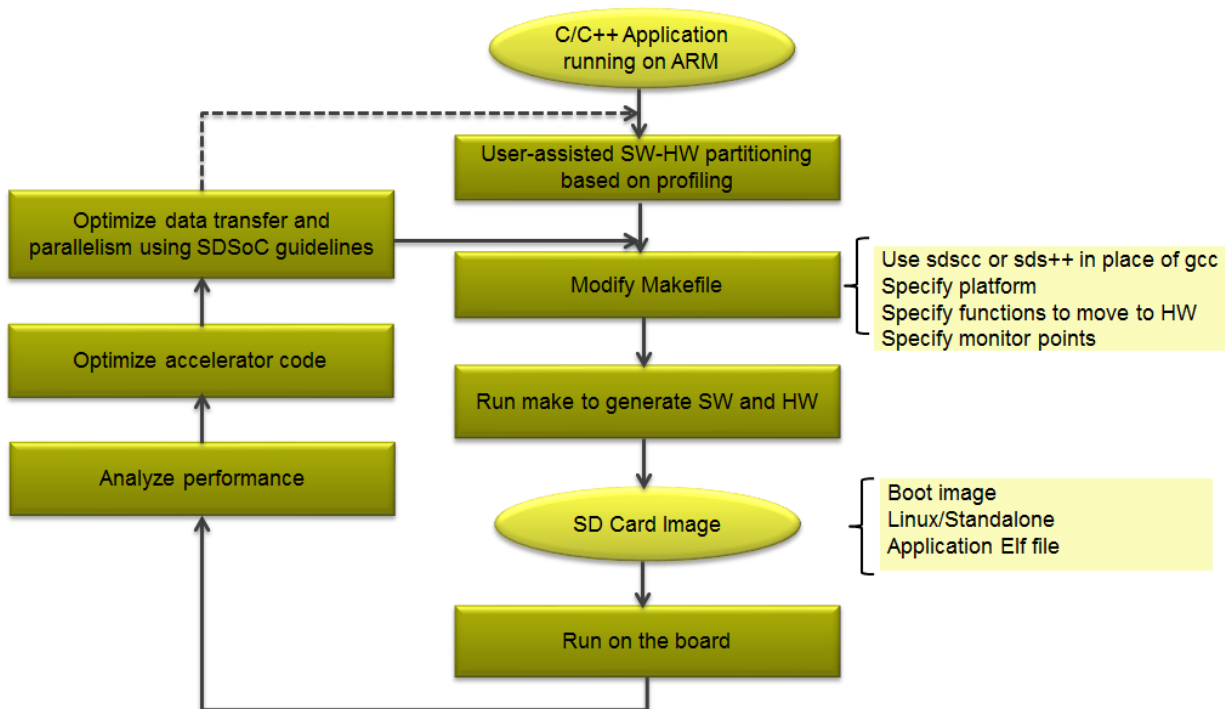 C/C++ Application
running on ARM
User-assisted SW-HW partitioning
based on profiling
Optimize data transfer and
parallelism using SDSoC guidelines
Modify Makefile
Use sdscc or sds++ in place of gcc
Specify platform
Specify functions to move to HW
Specify monitor points
Optimize accelerator code
Run make to generate SW and HW
Analyze performance
SD Card Image
Boot image
Linux/Standalone
Application Elf file
Run on the board